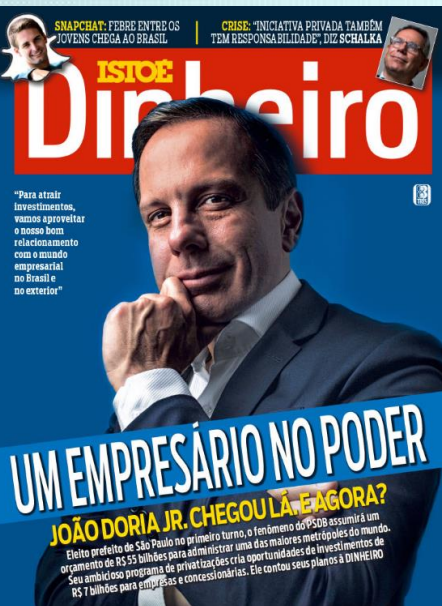 SNAPCHAT: FEBRE ENTRE OS
JOVENS CHEGA AO BRASIL
CRISE: "INICIATIVA PRIVADA TAMBÉM
TEM RESPONSABILIDADE", DIZ SCHALKA
ISTOÉ
Dinheiro
"Para atrair
investimentos,
vamos aproveitar
o nosso bom
relacionamento
com o mundo
empresarial
no Brasil e
no exterior"
3
TRÊS
UM EMPRESÁRIO NO PODER
JOÃO DORIA JR. CHEGOU LÁ. E AGORA?
Eleito prefeito de São Paulo no primeiro turno, o fenômeno do PSDB assumirá um
orçamento de R$ 55 bilhões para administrar uma das maiores metrópoles do mundo.
Seu ambicioso programa de privatizações cria oportunidades de investimentos de
R$ 7 bilhões para empresas e concessionárias. Ele contou seus planos à DINHEIRO